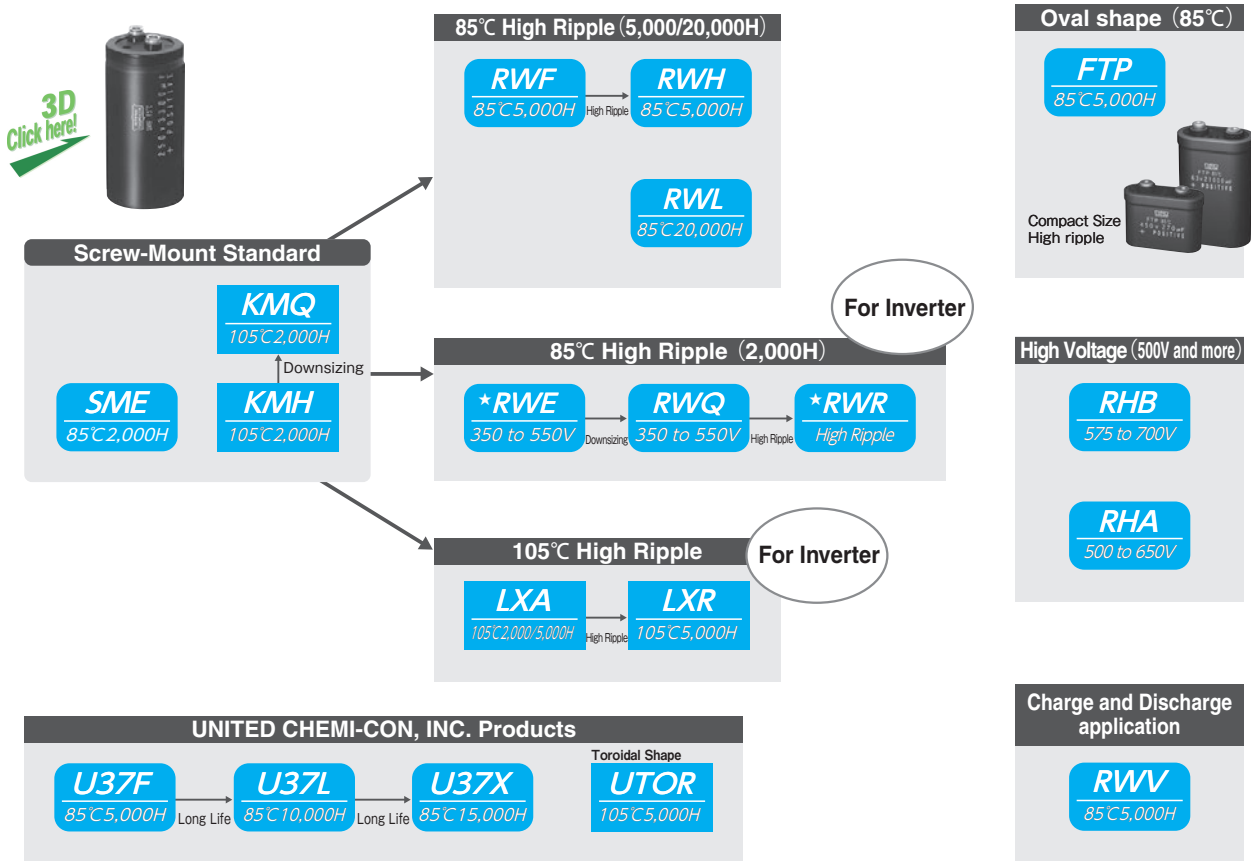 3D
Click here!
Screw-Mount Standard
KMQ
105℃2,000H
Downsizing
SME
85℃2,000H
KMH
105℃2,000H
85℃ High Ripple（5,000/20,000H）
RWF
85℃5,000H
High Ripple
RWH
85℃5,000H
RWL
85℃20,000H
For Inverter
85℃ High Ripple（2,000H）
★RWE
350 to 550V
Downsizing
RWQ
350 to 550V
High Ripple
★RWR
High Ripple
105℃ High Ripple
For Inverter
LXA
105℃2,000/5,000H
High Ripple
LXR
105℃5,000H
UNITED CHEMI-CON, INC. Products
U37F
85℃5,000H
Long Life
U37L
85℃10,000H
Long Life
U37X
85℃15,000H
Toroidal Shape
UTOR
105℃5,000H
Oval shape（85℃）
FTP
85℃5,000H
Compact Size
High ripple
POSITIVE
POSITIVE
High Voltage（500V and more）
RHB
575 to 700V
RHA
500 to 650V
Charge and Discharge
application
RWV
85℃5,000H